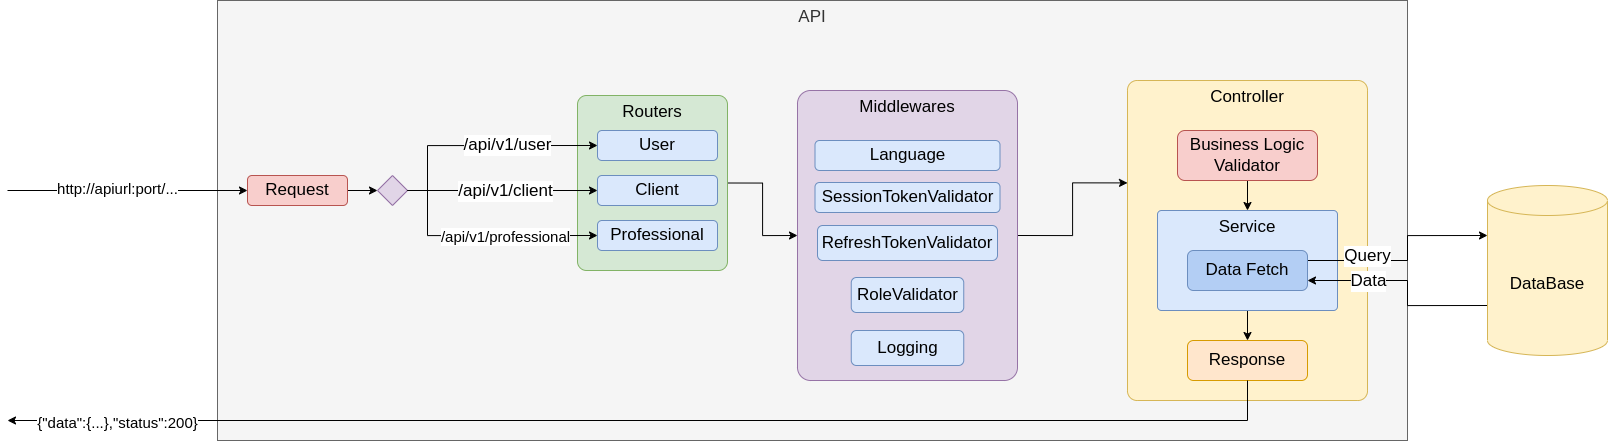 API
http://apiurl:port/...
Request
/api/v1/user
/api/v1/client
/api/v1/professional
Routers
User
Client
Professional
Middlewares
Language
SessionTokenValidator
RefreshTokenValidator
RoleValidator
Logging
Controller
Business Logic
Validator
Service
Data Fetch
Response
Query
Data
DataBase
{"data":{...},"status":200}